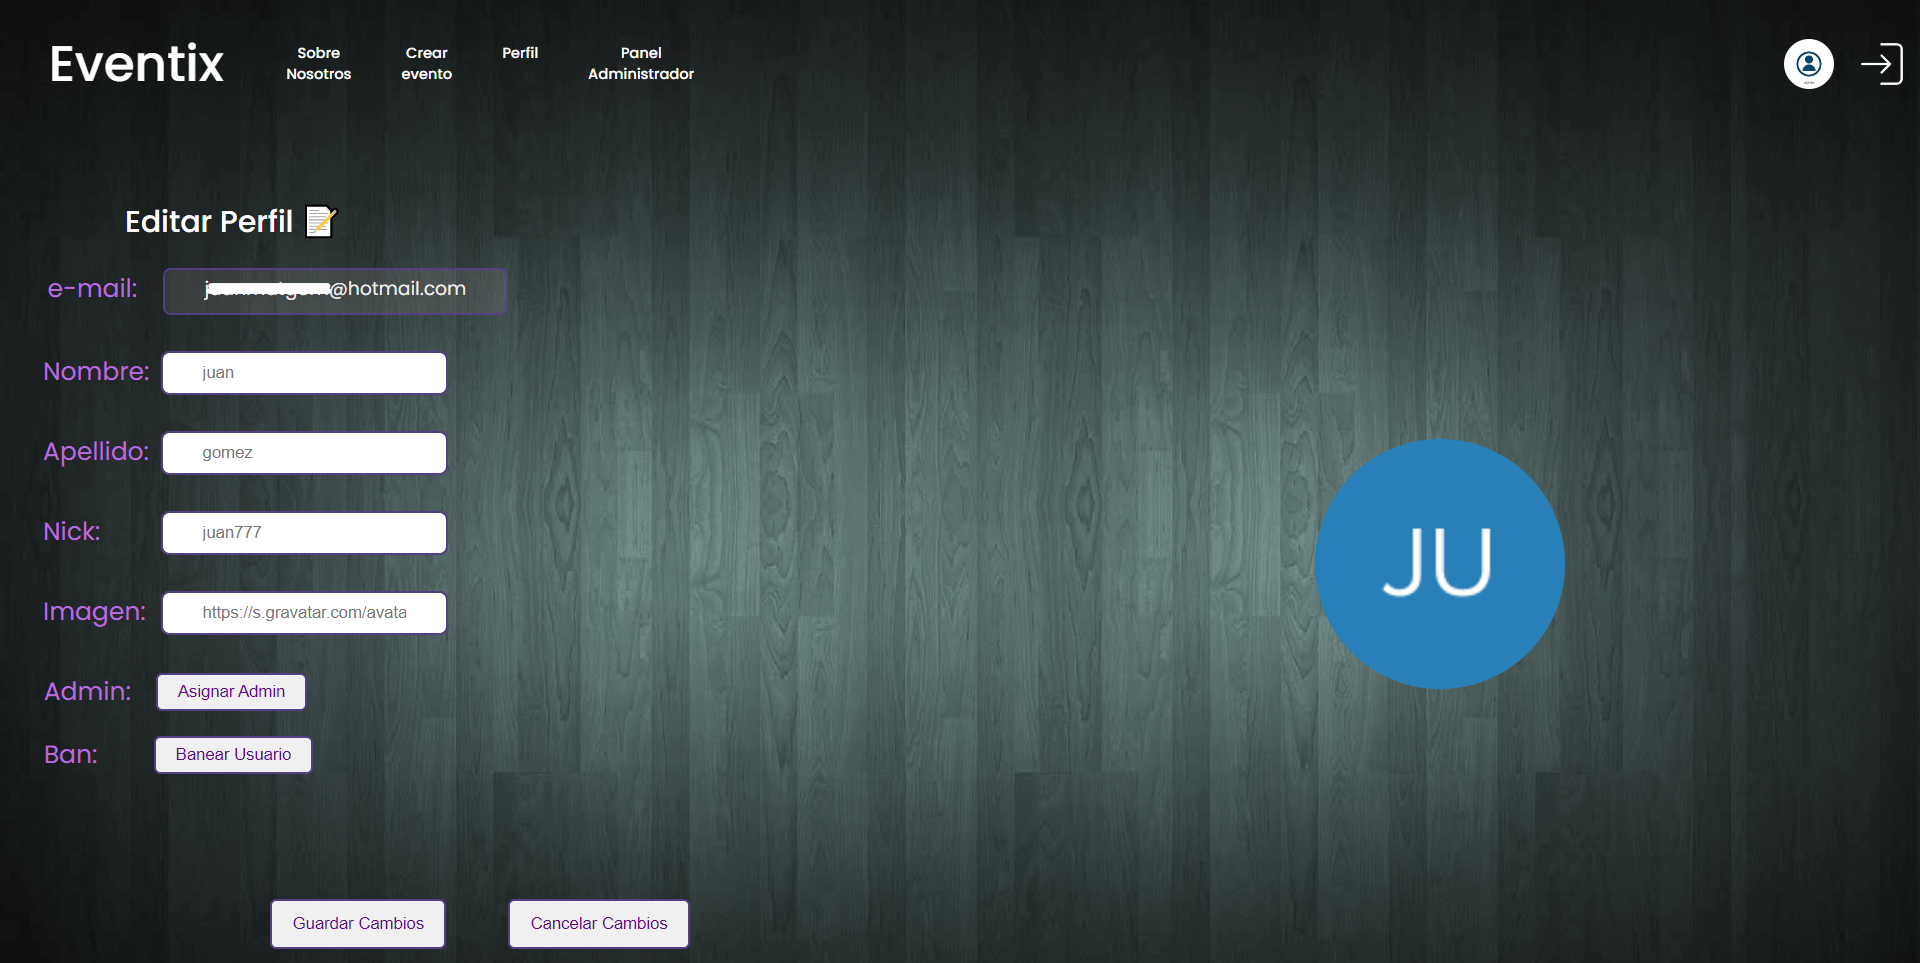 Eventix
Sobre
Nosotros
Crear
evento
Perfil
Panel
Administrador
Editar Perfil
e-mail:
@hotmail.com
Nombre:
juan
Apellido:
gomez
Nick:
juan777
Imagen:
https://s.gravatar.com/avata
JU
Admin:
Asignar Admin
Ban:
Banear Usuario
Guardar Cambios
Cancelar Cambios